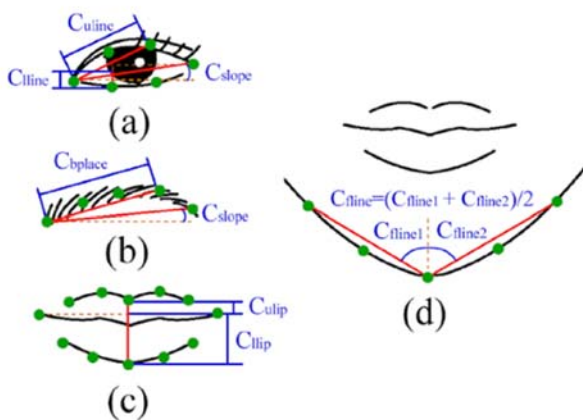 Culine
Clline
Cslope
(a)
Cbplace
Cslope
(b)
Culip
Cllip
(c)
Cfline=(Cfline1 + Cfline2)/2
Cfline1 Cfline2
(d)